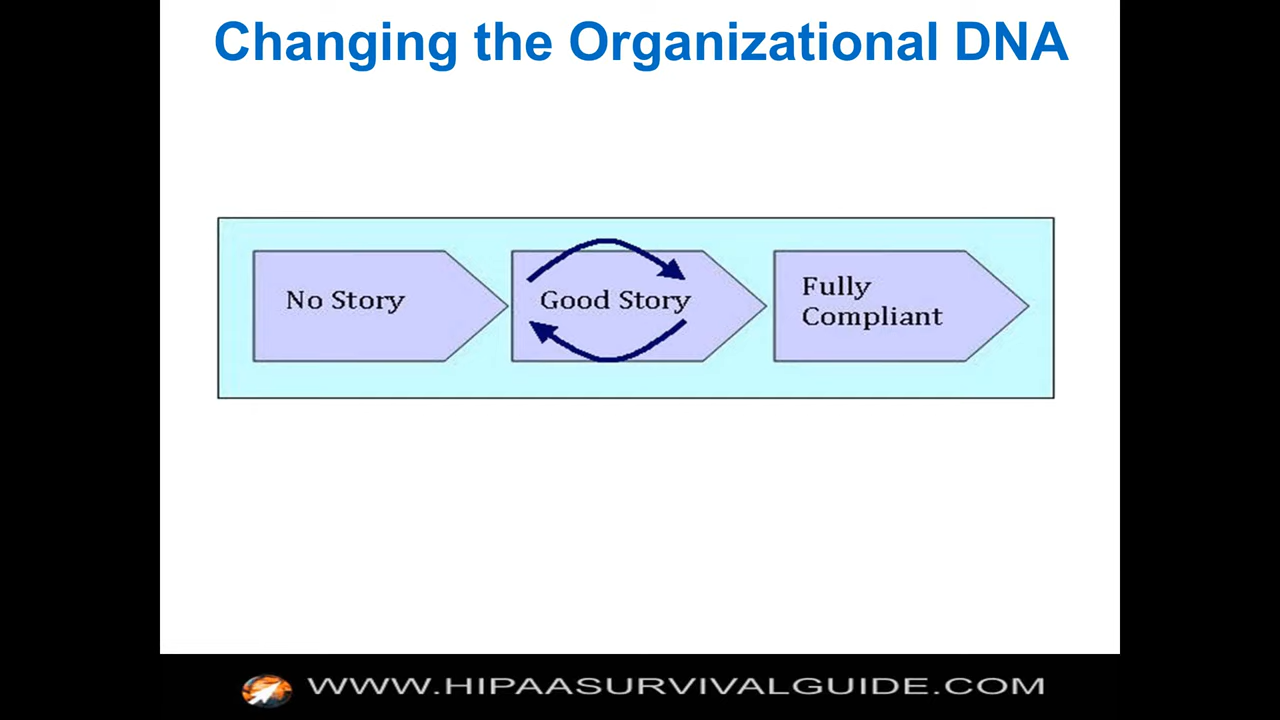 Changing the Organizational DNA
No Story
Good Story
Fully
Compliant
WWW.HIPAASURVIVALGUIDE.COM